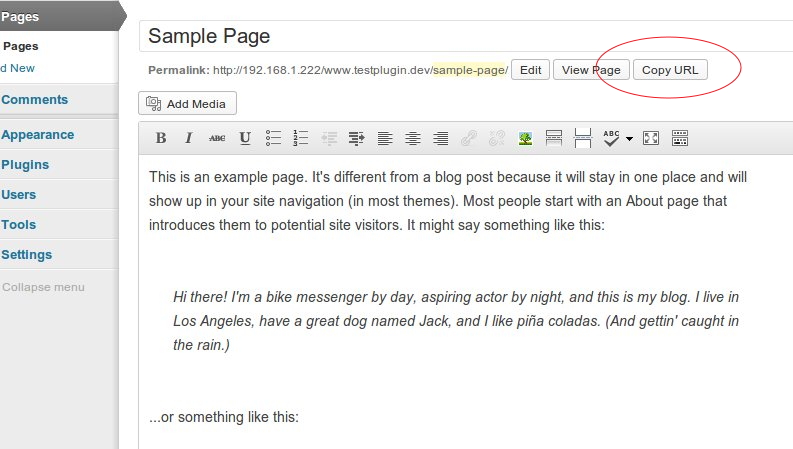 Pages
Pages
d New
Comments
Appearance
Plugins
Users
Tools
Settings
Collapse menu
Sample Page
Permalink: http://192.168.1.222/www.testplugin.dev/sample-page/ Edit View Page Copy URL
Add Media
B I ABC U 1 2 3 ABC
This is an example page. It's different from a blog post because it will stay in one place and will
show up in your site navigation (in most themes). Most people start with an About page that
introduces them to potential site visitors. It might say something like this:
Hi there! I'm a bike messenger by day, aspiring actor by night, and this is my blog. I live in
Los Angeles, have a great dog named Jack, and I like piña coladas. (And gettin' caught in
the rain.)
...or something like this: